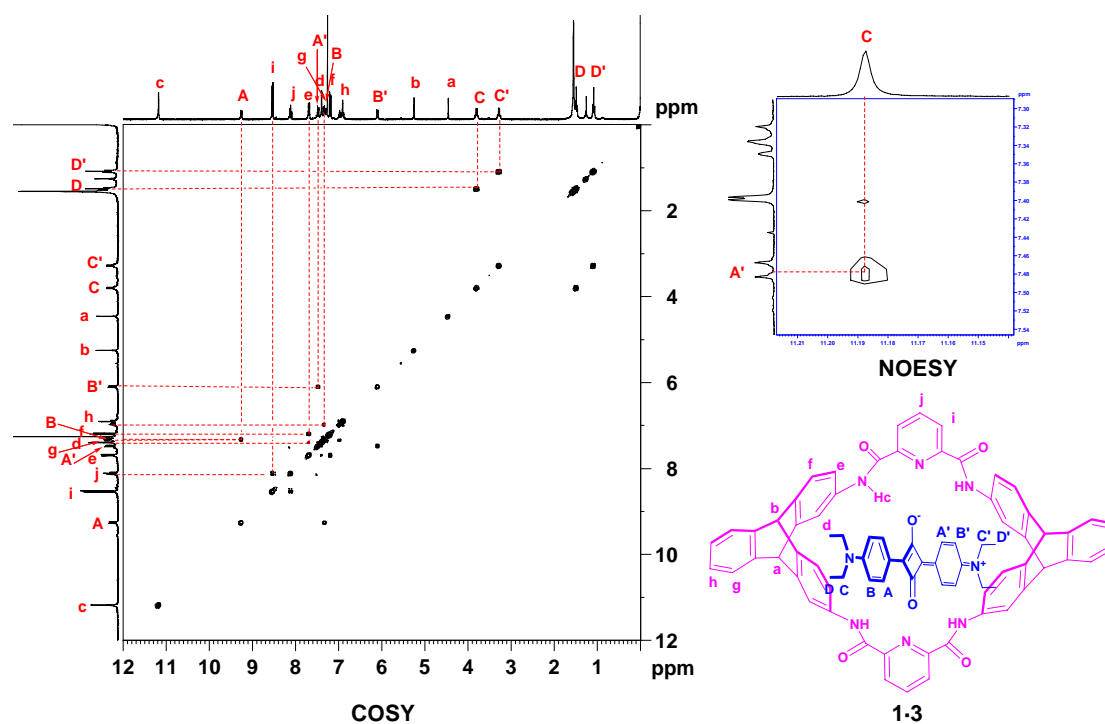 c
A
i
j
e
g
A'
d
B
f
h
B'
b
a
C
C'
D
D'
ppm
D'
D
C'
C
a
b
B'
h
f
B
g
d
A'
e
j
i
A
c
2
4
6
8
10
12
12 11 10 9 8 7 6 5 4 3 2 1
ppm
ppm
COSY
C
ppm
7.30
7.32
7.34
7.36
7.38
7.40
7.42
7.44
7.46
7.48
7.50
7.52
7.54
ppm
A'
11.21 11.20 11.19 11.18 11.17 11.16 11.15
ppm
NOESY
j
i
O
N
O
f
e
N
Hc
HN
b
d
O-
A' B' C' D'
N
N+
a
D C B A
O
h
g
NH
HN
O
N
O
1·3